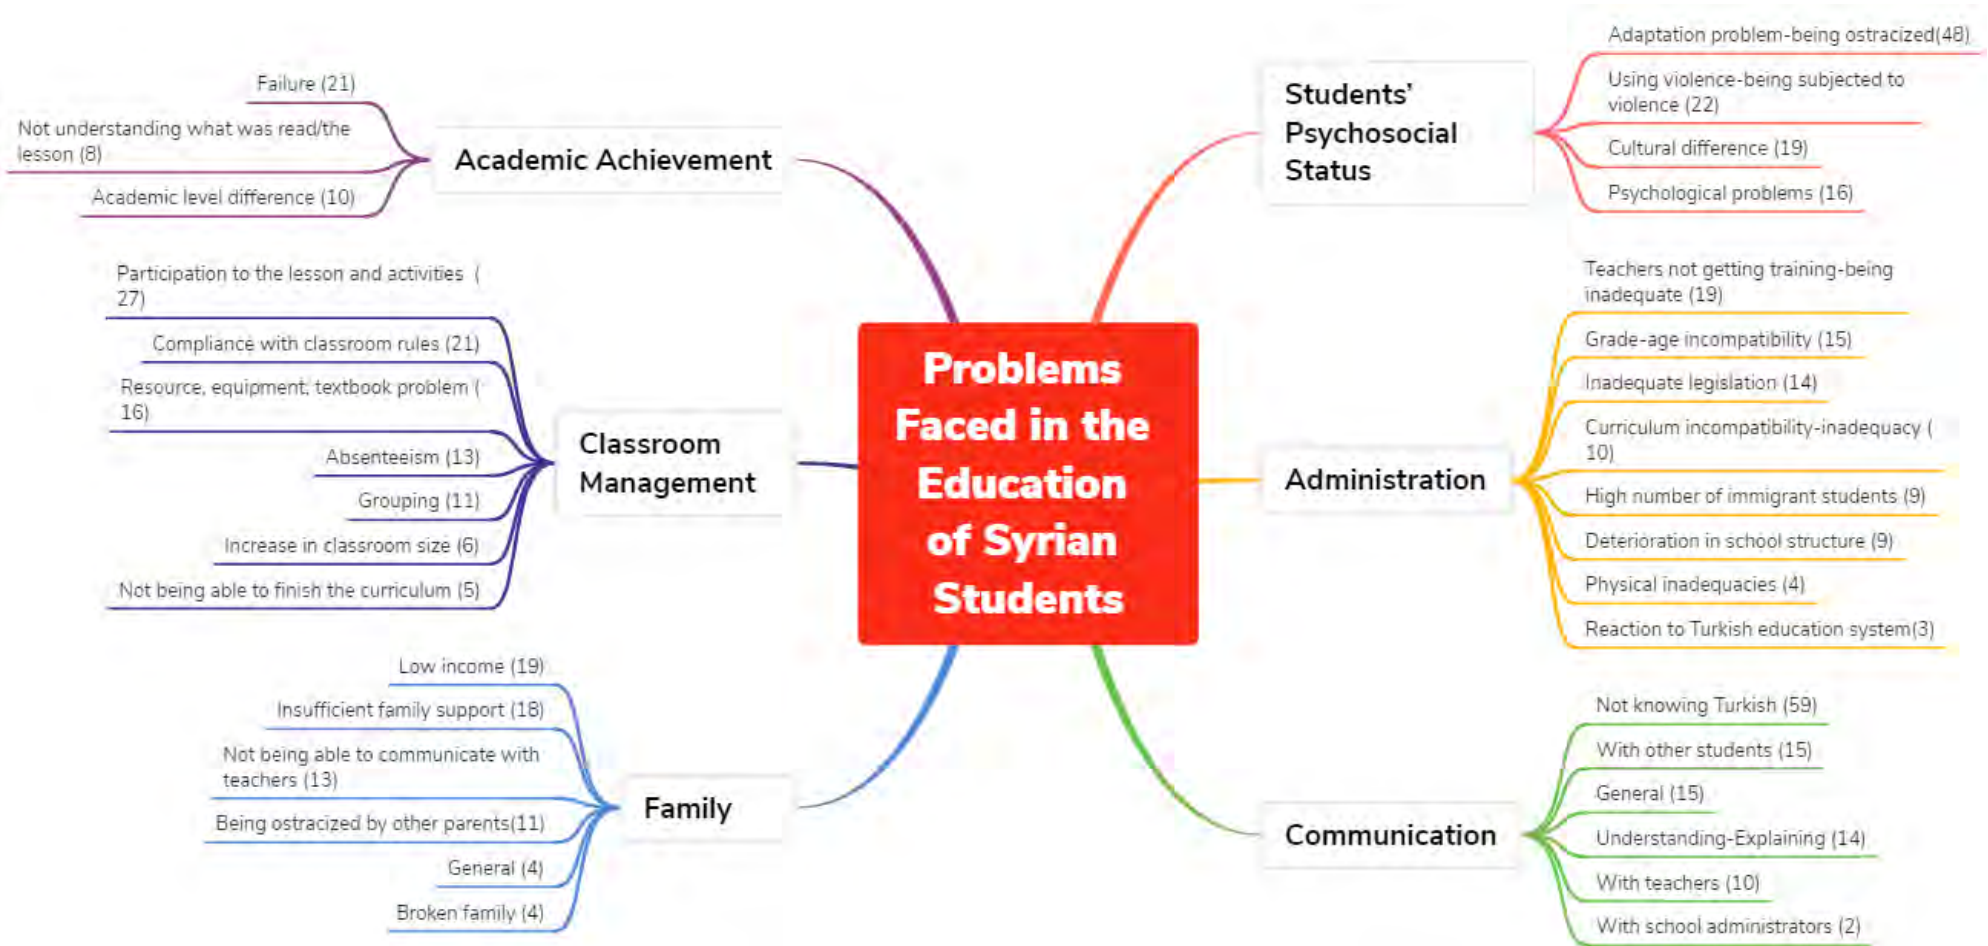 Problems
Faced in the
Education
of Syrian
Students
Academic Achievement
Failure (21)
Not understanding what was read/the
lesson (8)
Academic level difference (10)
Classroom
Management
Participation to the lesson and activities (
27)
Compliance with classroom rules (21)
Resource, equipment, textbook problem (
16)
Absenteeism (13)
Grouping (11)
Increase in classroom size (6)
Not being able to finish the curriculum (5)
Family
Low income (19)
Insufficient family support (18)
Not being able to communicate with
teachers (13)
Being ostracized by other parents(11)
General (4)
Broken family (4)
Students’
Psychosocial
Status
Adaptation problem-being ostracized(48)
Using violence-being subjected to
violence (22)
Cultural difference (19)
Psychological problems (16)
Administration
Teachers not getting training-being
inadequate (19)
Grade-age incompatibility (15)
Inadequate legislation (14)
Curriculum incompatibility-inadequacy (
10)
High number of immigrant students (9)
Deterioration in school structure (9)
Physical inadequacies (4)
Reaction to Turkish education system(3)
Communication
Not knowing Turkish (59)
With other students (15)
General (15)
Understanding-Explaining (14)
With teachers (10)
With school administrators (2)